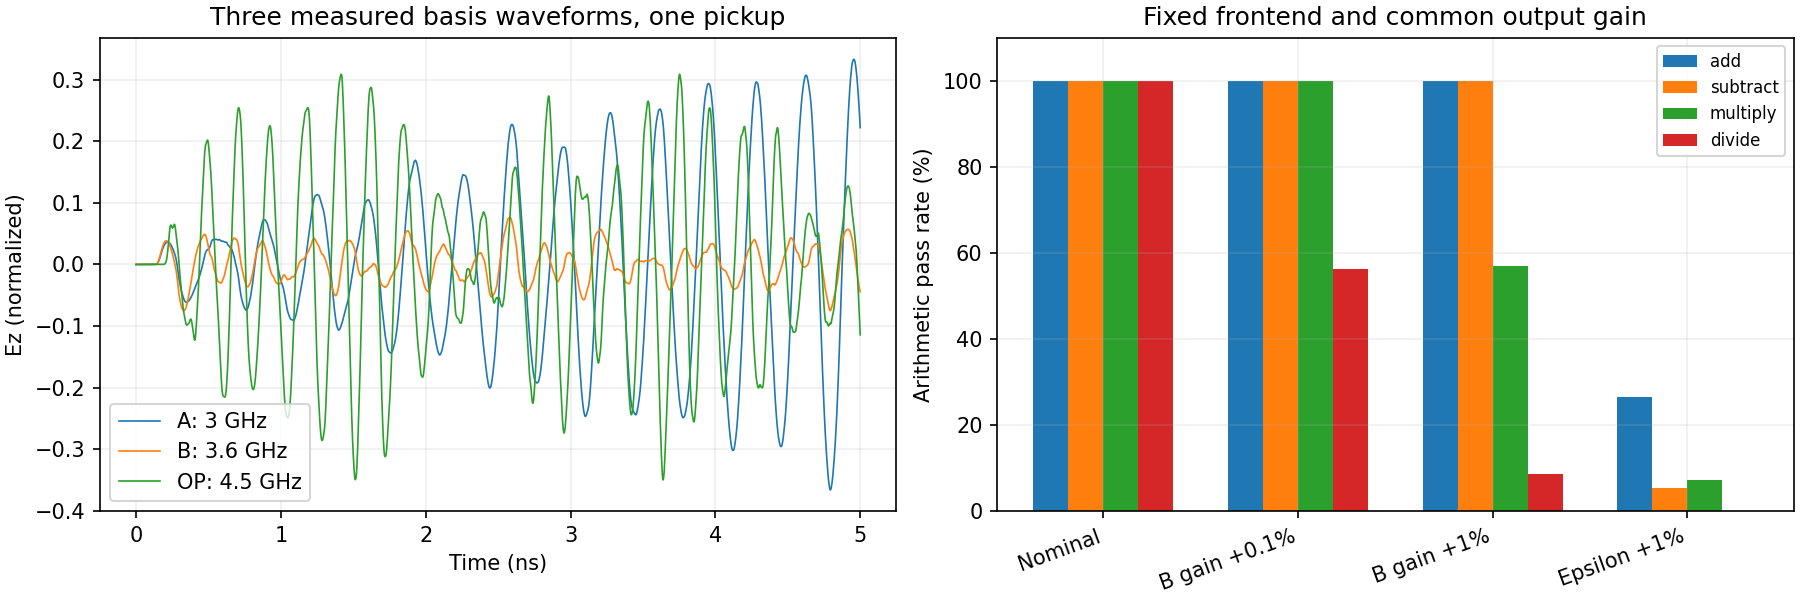 Three measured basis waveforms, one pickup
Ez (normalized)
0.3
0.2
0.1
0.0
−0.1
−0.2
−0.3
−0.4
A: 3 GHz
B: 3.6 GHz
OP: 4.5 GHz
0 1 2 3 4 5
Time (ns)
Fixed frontend and common output gain
Arithmetic pass rate (%)
100
80
60
40
20
0
add
subtract
multiply
divide
Nominal
B gain +0.1%
B gain +1%
Epsilon +1%